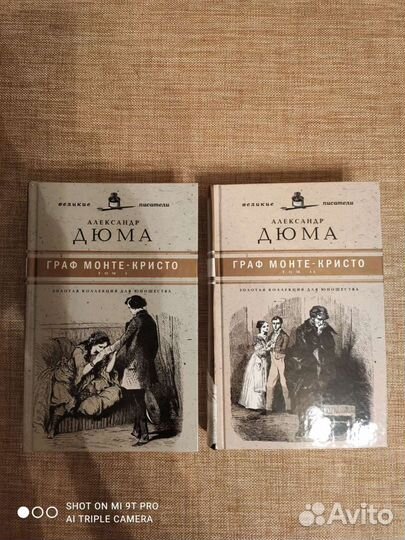 великие писатели
АЛЕКСАНДР
ДЮМА
ГРАФ МОНТЕ-КРИСТО
ТОМ I
ЗОЛОТАЯ КОЛЛЕКЦИЯ ДЛЯ ЮНОШЕСТВА
великие писатели
АЛЕКСАНДР
ДЮМА
ГРАФ МОНТЕ-КРИСТО
ТОМ II
ЗОЛОТАЯ КОЛЛЕКЦИЯ ДЛЯ ЮНОШЕСТВА
SHOT ON MI 9T PRO
AI TRIPLE CAMERA
Avito